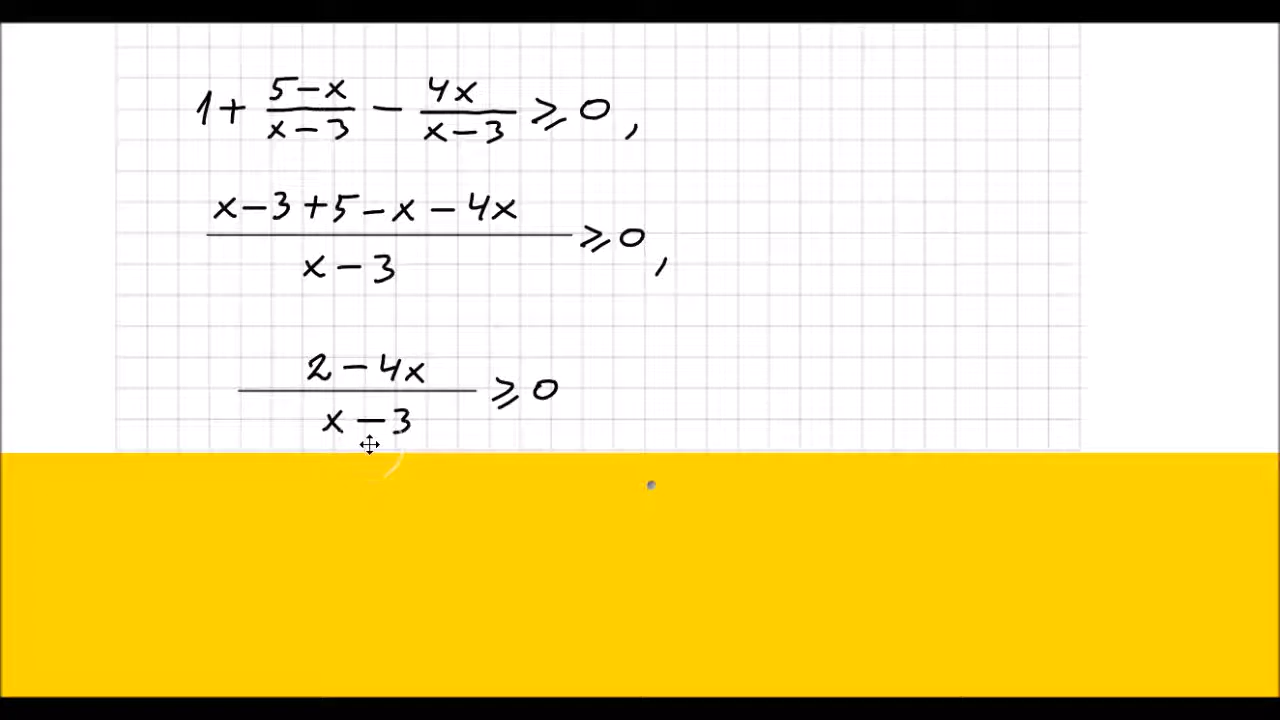 1 + (5 − x)/(x − 3) − 4x/(x − 3) ⩾ 0,
(x − 3 + 5 − x − 4x)/(x − 3) ⩾ 0,
(2 − 4x)/(x − 3) ⩾ 0